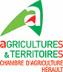 AGRICULTURES
& TERRITOIRES
CHAMBRE D'AGRICULTURE
HÉRAULT